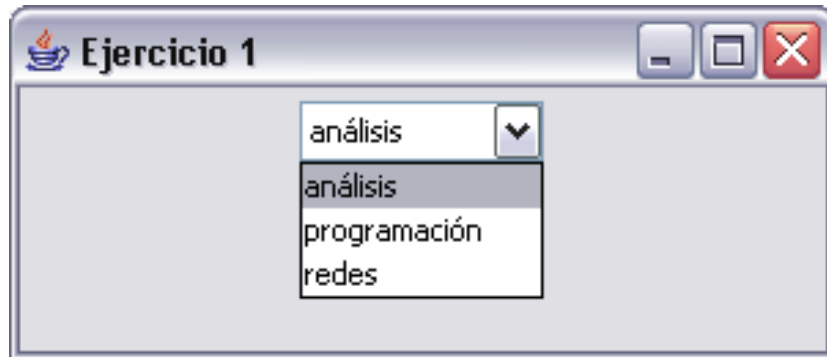 Ejercicio 1
análisis
análisis
programación
redes